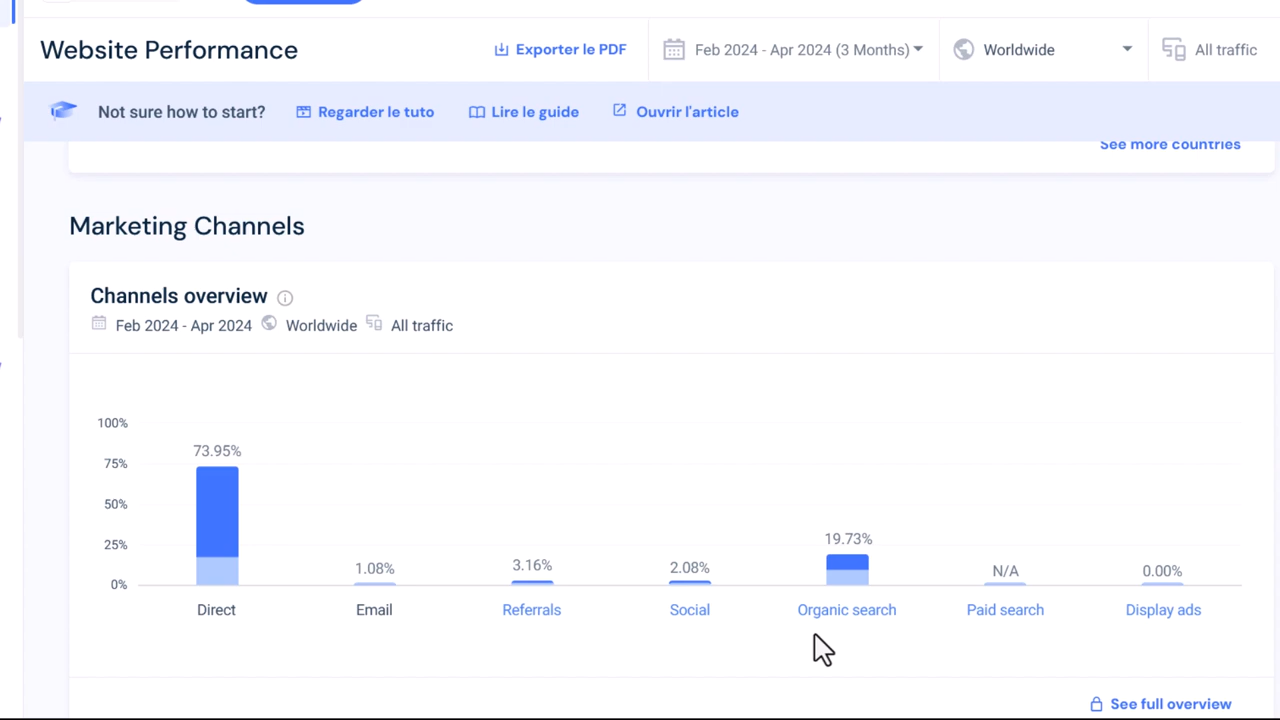 Website Performance
Exporter le PDF
Feb 2024 - Apr 2024 (3 Months)
Worldwide
All traffic
Not sure how to start?
Regarder le tuto
Lire le guide
Ouvrir l'article
See more countries
Marketing Channels
Channels overview
Feb 2024 - Apr 2024 Worldwide All traffic
100%
75%
50%
25%
0%
73.95%
1.08%
3.16%
2.08%
19.73%
N/A
0.00%
Direct
Email
Referrals
Social
Organic search
Paid search
Display ads
See full overview